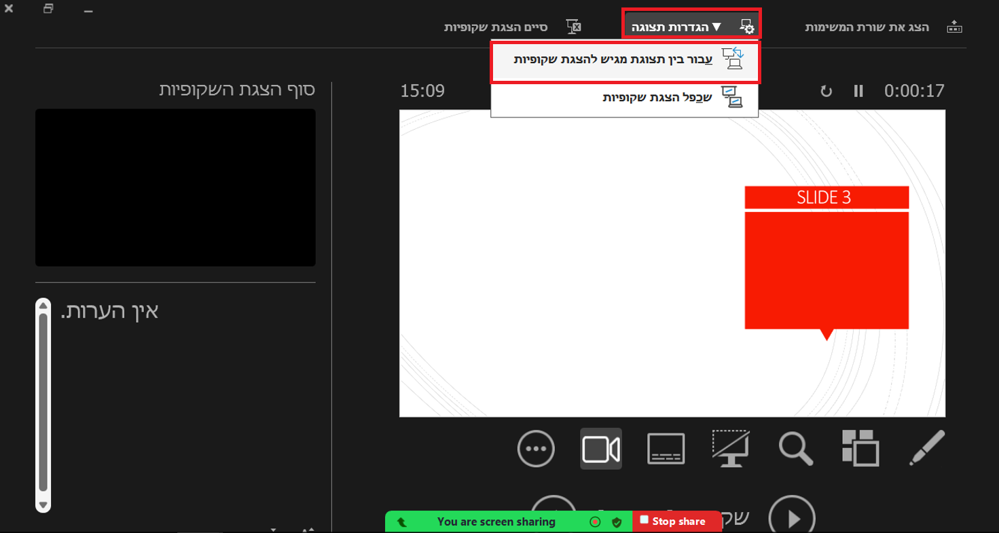 הצג את שורת המשימות
הגדרות תצוגה ▼
סיים הצגת שקופיות
עבור בין תצוגת מגיש להצגת שקופיות
שכפל הצגת שקופיות
0:00:17
15:09
SLIDE 3
סוף הצגת השקופיות
אין הערות.
You are screen sharing
Stop share